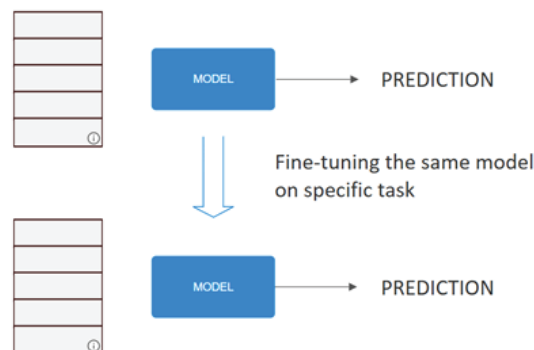 MODEL
PREDICTION
Fine-tuning the same model
on specific task
MODEL
PREDICTION